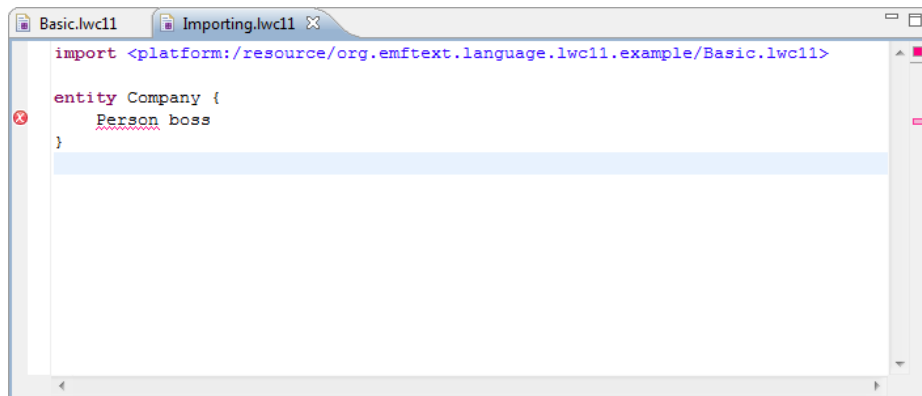 Basic.lwc11 Importing.lwc11
import <platform:/resource/org.emftext.language.lwc11.example/Basic.lwc11>
entity Company {
Person boss
}